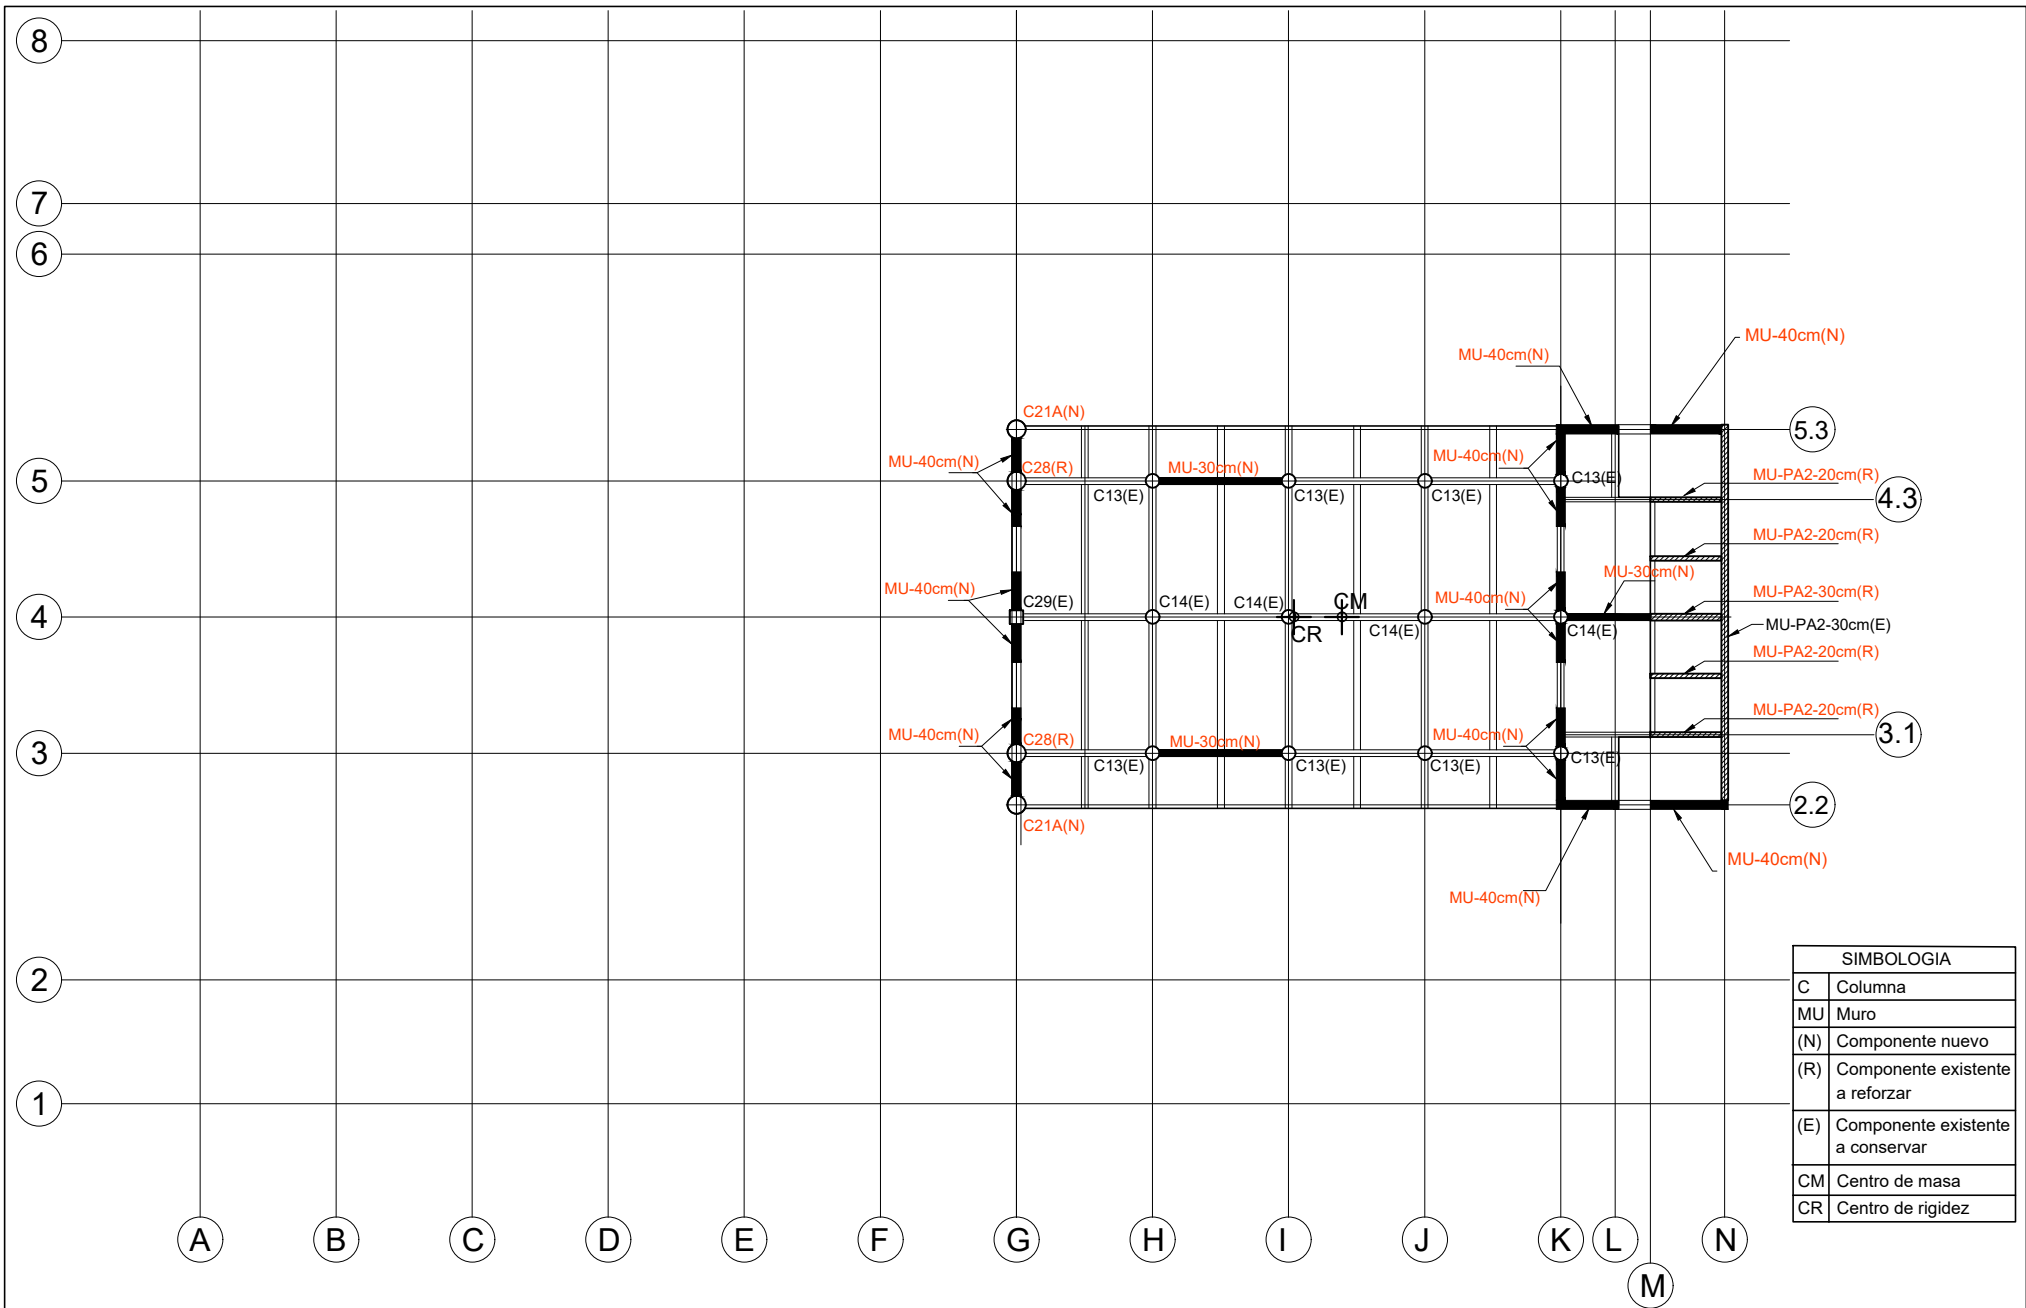 8
7
6
MU-40cm(N)
MU-40cm(N)
C21A(N)
5.3
MU-40cm(N)
MU-40cm(N)
5
C28(R)
MU-30cm(N)
C13(E)
MU-PA2-20cm(R)
C13(E)
C13(E)
C13(E)
4.3
MU-PA2-20cm(R)
MU-30cm(N)
MU-40cm(N)
MU-40cm(N)
MU-PA2-30cm(R)
4
C29(E)
C14(E)
C14(E)
CM
CR
C14(E)
C14(E)
MU-PA2-30cm(E)
MU-PA2-20cm(R)
MU-PA2-20cm(R)
MU-40cm(N)
MU-40cm(N)
3.1
3
C28(R)
MU-30cm(N)
C13(E)
C13(E)
C13(E)
C13(E)
2.2
C21A(N)
MU-40cm(N)
MU-40cm(N)
2
1
SIMBOLOGIA
C Columna
MU Muro
(N) Componente nuevo
(R) Componente existente
a reforzar
(E) Componente existente
a conservar
CM Centro de masa
CR Centro de rigidez
A B C D E F G H I J K L N
M